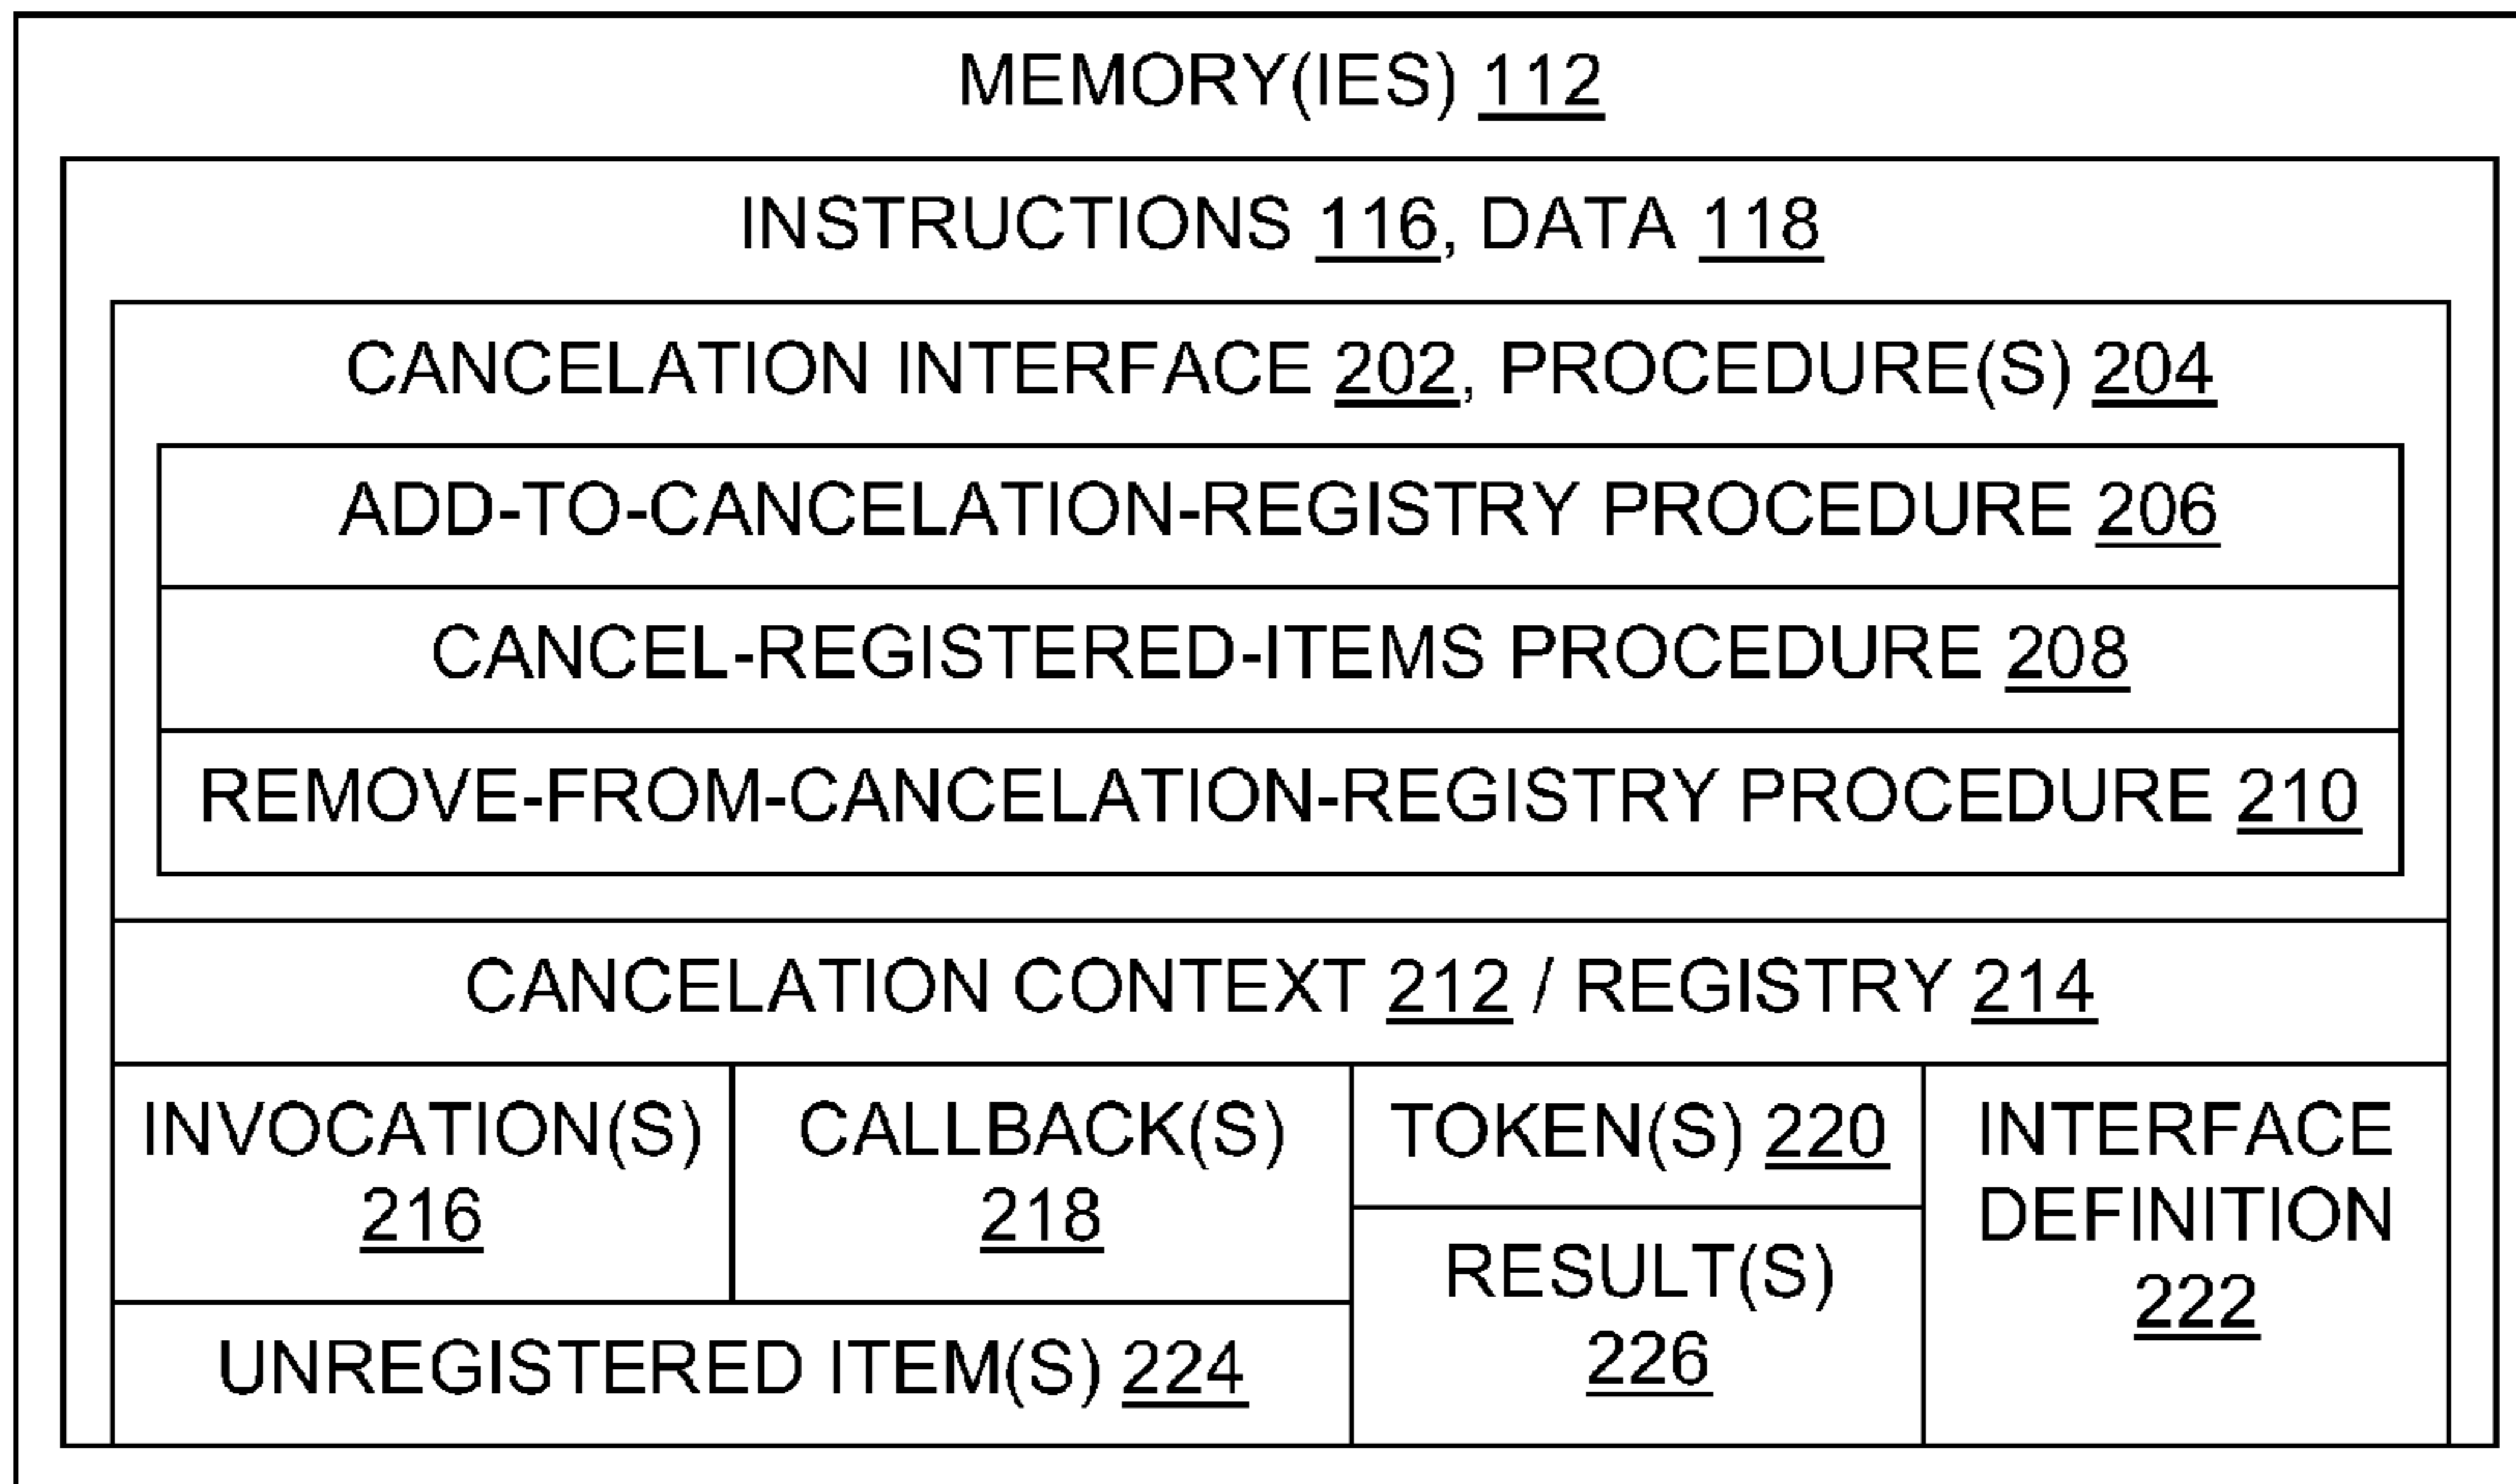 MEMORY(IES) 112
INSTRUCTIONS 116, DATA 118
CANCELATION INTERFACE 202, PROCEDURE(S) 204
ADD-TO-CANCELATION-REGISTRY PROCEDURE 206
CANCEL-REGISTERED-ITEMS PROCEDURE 208
REMOVE-FROM-CANCELATION-REGISTRY PROCEDURE 210
CANCELATION CONTEXT 212 / REGISTRY 214
INVOCATION(S)
216
CALLBACK(S)
218
TOKEN(S) 220
INTERFACE
DEFINITION
222
RESULT(S)
226
UNREGISTERED ITEM(S) 224